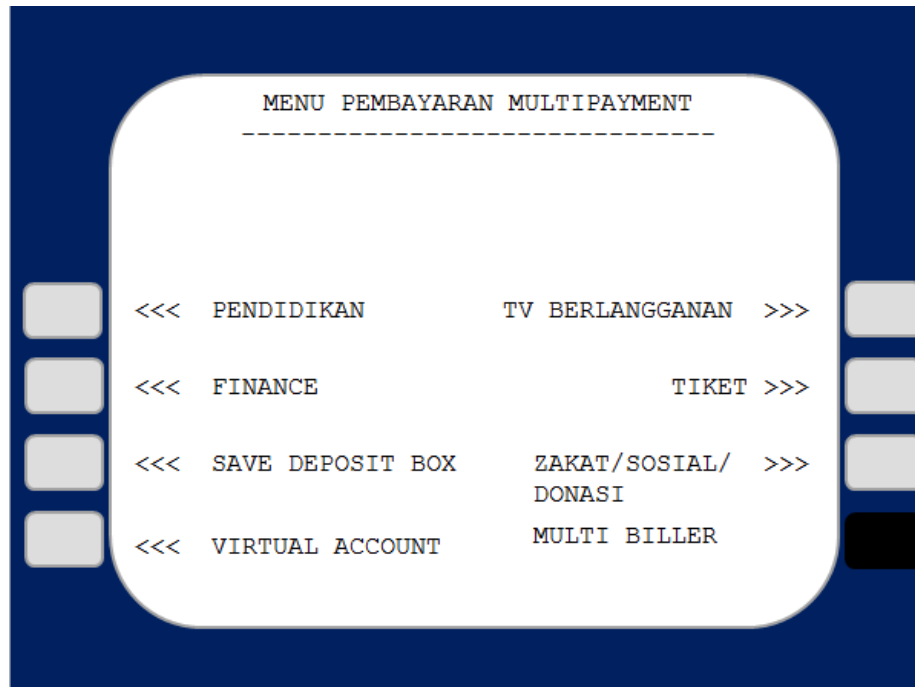 MENU PEMBAYARAN MULTIPAYMENT
-------------------------------
<<< PENDIDIKAN TV BERLANGGANAN >>>
<<< FINANCE TIKET >>>
<<< SAVE DEPOSIT BOX ZAKAT/SOSIAL/ >>>
DONASI
<<< VIRTUAL ACCOUNT MULTI BILLER